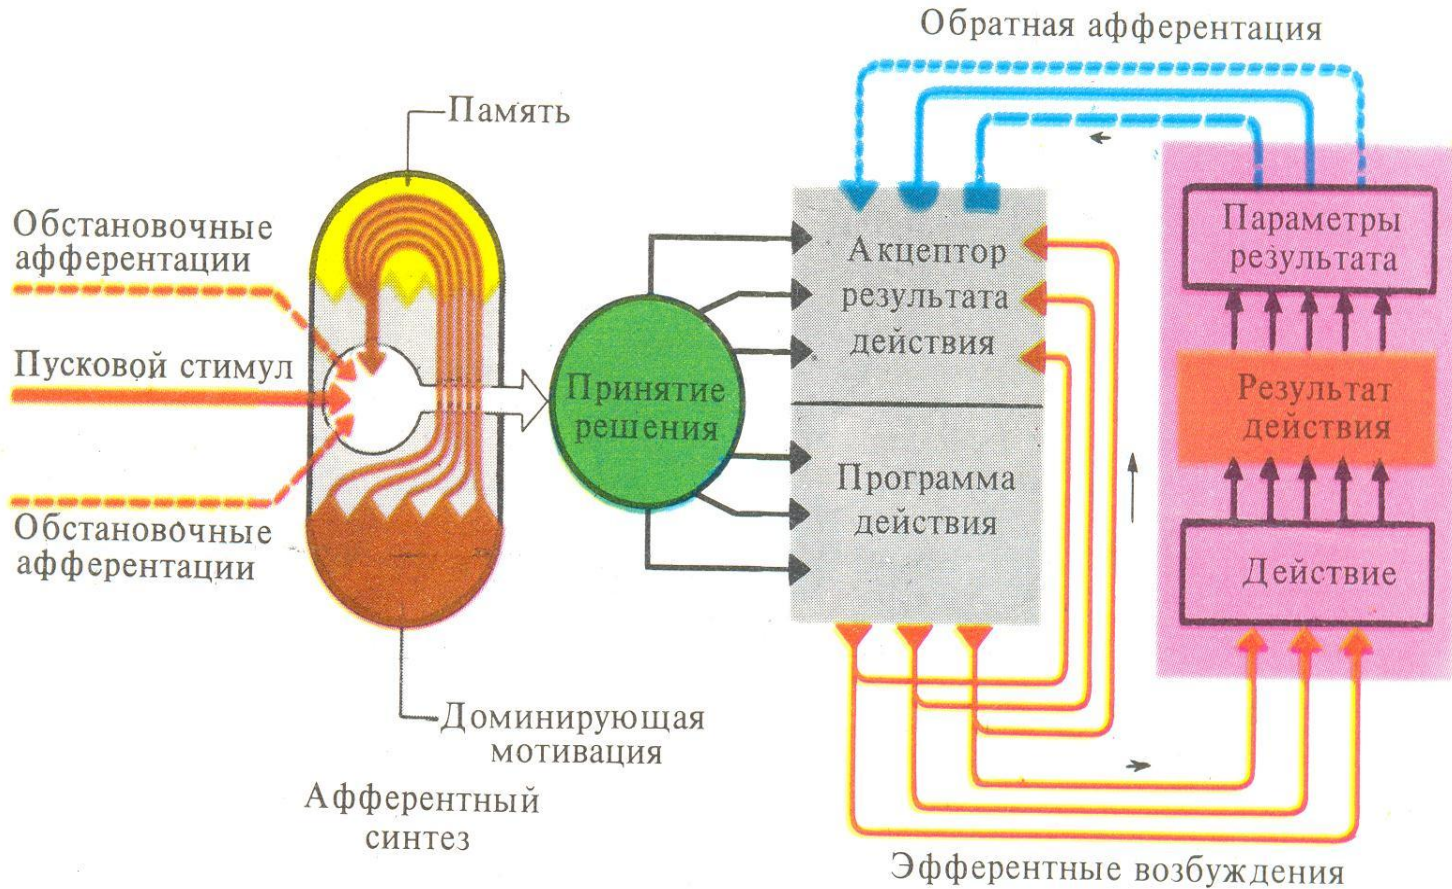 Обратная афферентация
Память
Обстановочные
афферентации
Пусковой стимул
Обстановочные
афферентации
Доминирующая
мотивация
Афферентный
синтез
Принятие
решения
Акцептор
результата
действия
Программа
действия
Параметры
результата
Результат
действия
Действие
Эфферентные возбуждения